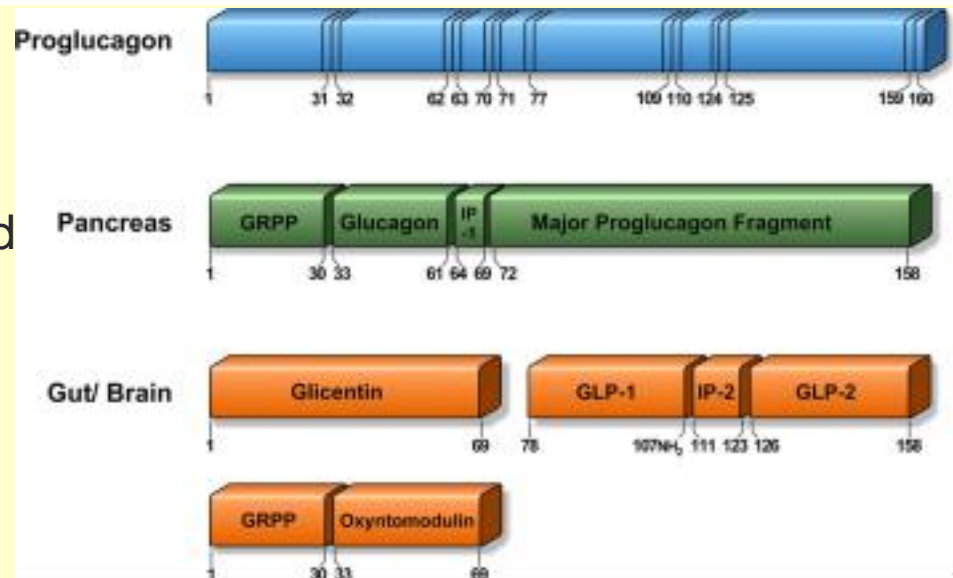 Proglucagon
1 31 32 62 63 70 71 77 109 110 124 125 159 160
d
Pancreas
GRPP Glucagon IP-1 Major Proglucagon Fragment
1 30 33 61 64 69 72 158
Gut/ Brain
Glicentin GLP-1 IP-2 GLP-2
1 69 78 107NH₂ 111 123 126 158
GRPP Oxyntomodulin
1 30 33 69